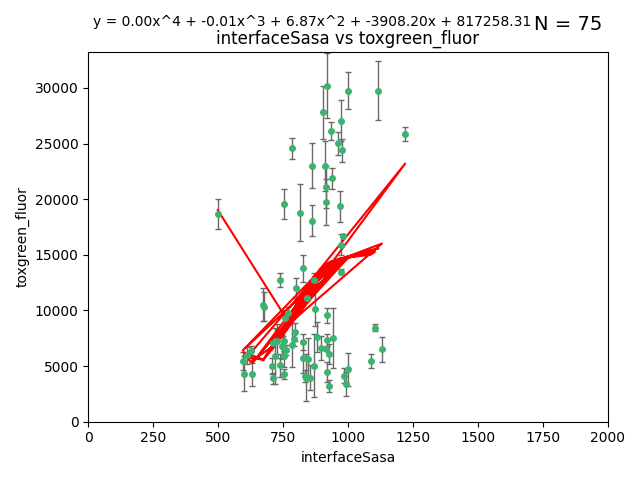 y = 0.00x^4 + -0.01x^3 + 6.87x^2 + -3908.20x + 817258.31 N = 75
interfaceSasa vs toxgreen_fluor
30000
25000
20000
15000
10000
5000
0
toxgreen_fluor
0 250 500 750 1000 1250 1500 1750 2000
interfaceSasa